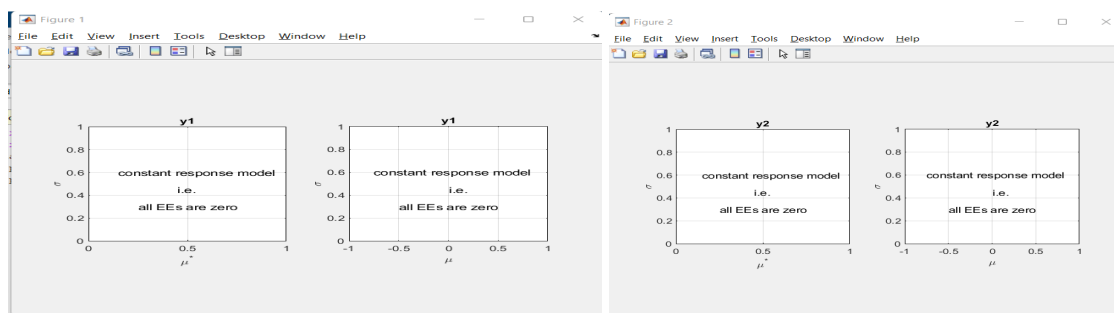 Figure 1
File Edit View Insert Tools Desktop Window Help
y1
1
0.8
0.6
0.4
0.2
0
σ
constant response model
i.e.
all EEs are zero
0 0.5 1
μ*
y1
1
0.8
0.6
0.4
0.2
0
σ
constant response model
i.e.
all EEs are zero
-1 -0.5 0 0.5 1
μ
Figure 2
File Edit View Insert Tools Desktop Window Help
y2
1
0.8
0.6
0.4
0.2
0
σ
constant response model
i.e.
all EEs are zero
0 0.5 1
μ*
y2
1
0.8
0.6
0.4
0.2
0
σ
constant response model
i.e.
all EEs are zero
-1 -0.5 0 0.5 1
μ